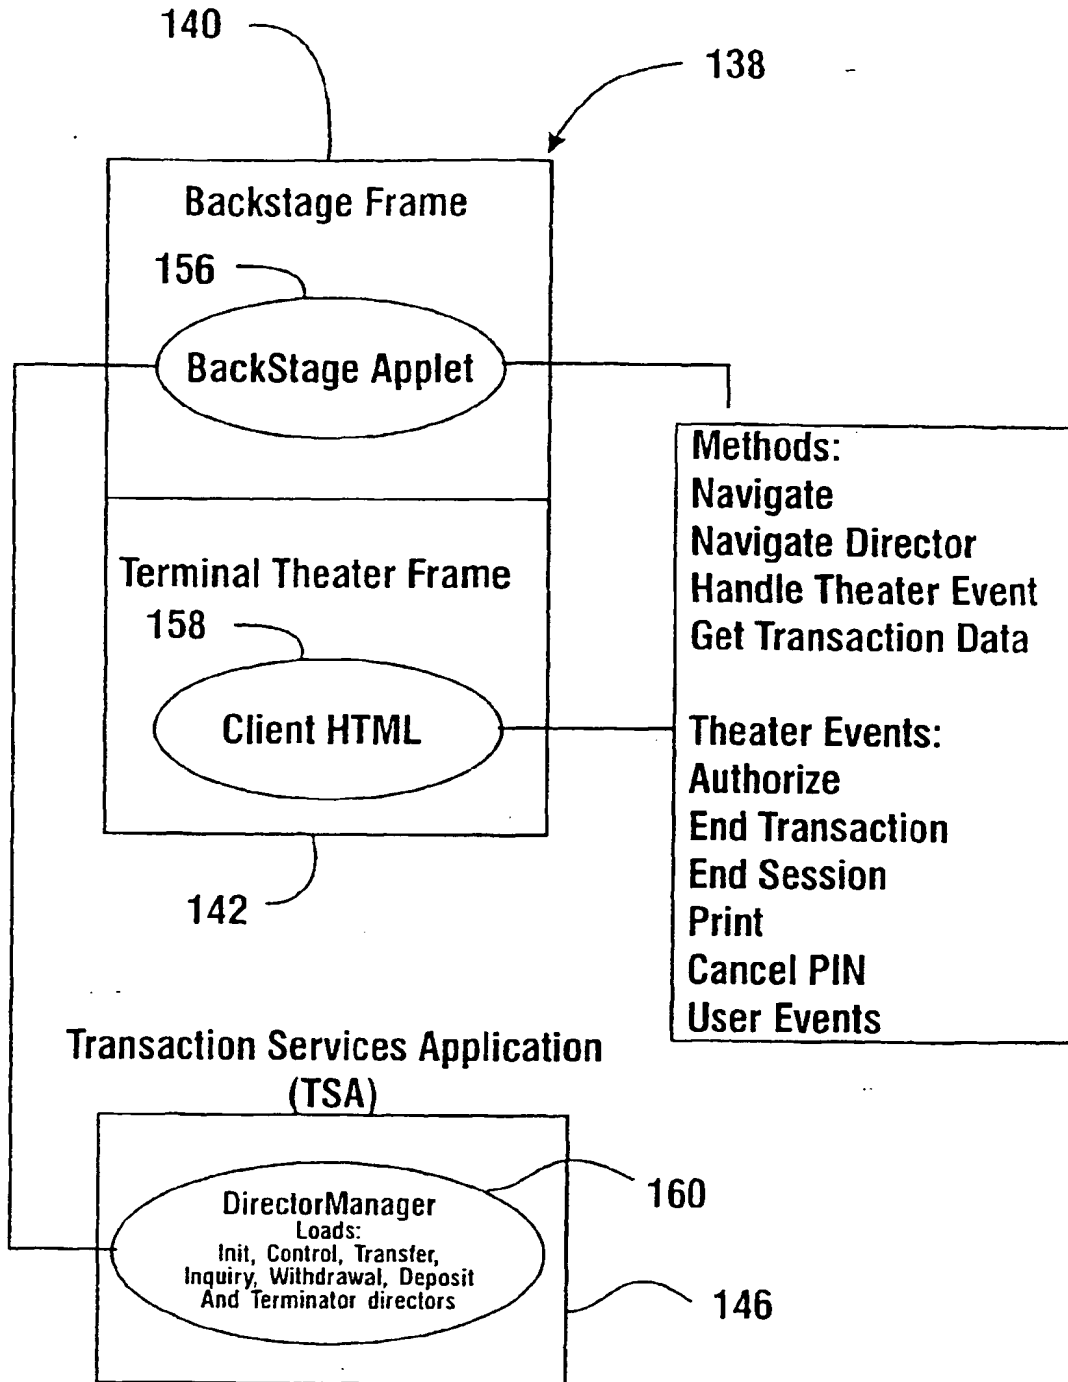 140
138
Backstage Frame
156
BackStage Applet
Methods:
Navigate
Navigate Director
Handle Theater Event
Get Transaction Data
Theater Events:
Authorize
End Transaction
End Session
Print
Cancel PIN
User Events
Terminal Theater Frame
158
Client HTML
142
Transaction Services Application
(TSA)
DirectorManager
Loads:
Init, Control, Transfer,
Inquiry, Withdrawal, Deposit
And Terminator directors
160
146